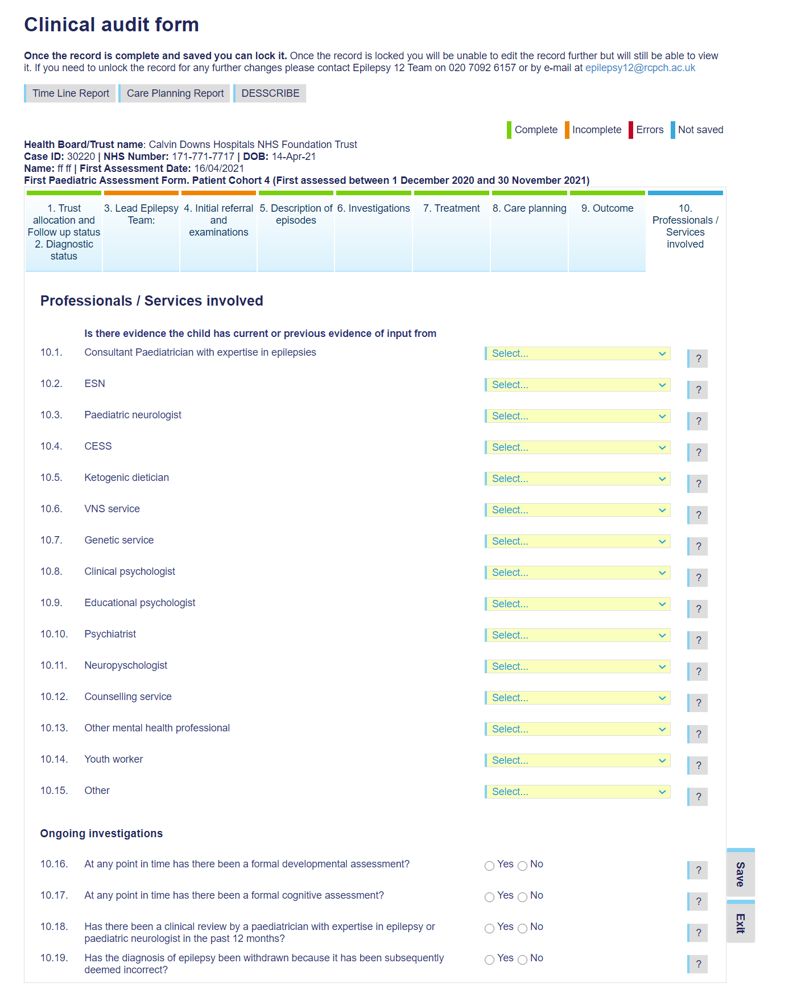 Clinical audit form
Once the record is complete and saved you can lock it. Once the record is locked you will be unable to edit the record further but will still be able to view
it. If you need to unlock the record for any further changes please contact Epilepsy 12 Team on 020 7092 6157 or by e-mail at epilepsy12@rcpch.ac.uk
Time Line Report Care Planning Report DESSCRIBE
Complete Incomplete Errors Not saved
Health Board/Trust name: Calvin Downs Hospitals NHS Foundation Trust
Case ID: 30220 | NHS Number: 171-771-7717 | DOB: 14-Apr-21
Name: ff ff | First Assessment Date: 16/04/2021
First Paediatric Assessment Form. Patient Cohort 4 (First assessed between 1 December 2020 and 30 November 2021)
1. Trust
allocation and
Follow up status
2. Diagnostic
status
3. Lead Epilepsy
Team:
4. Initial referral
and
examinations
5. Description of
episodes
6. Investigations
7. Treatment
8. Care planning
9. Outcome
10.
Professionals /
Services
involved
Professionals / Services involved
Is there evidence the child has current or previous evidence of input from
10.1. Consultant Paediatrician with expertise in epilepsies Select... ?
10.2. ESN Select... ?
10.3. Paediatric neurologist Select... ?
10.4. CESS Select... ?
10.5. Ketogenic dietician Select... ?
10.6. VNS service Select... ?
10.7. Genetic service Select... ?
10.8. Clinical psychologist Select... ?
10.9. Educational psychologist Select... ?
10.10. Psychiatrist Select... ?
10.11. Neuropyschologist Select... ?
10.12. Counselling service Select... ?
10.13. Other mental health professional Select... ?
10.14. Youth worker Select... ?
10.15. Other Select... ?
Ongoing investigations
10.16. At any point in time has there been a formal developmental assessment? Yes No ?
10.17. At any point in time has there been a formal cognitive assessment? Yes No ?
10.18. Has there been a clinical review by a paediatrician with expertise in epilepsy or Yes No ?
paediatric neurologist in the past 12 months?
10.19. Has the diagnosis of epilepsy been withdrawn because it has been subsequently Yes No ?
deemed incorrect?
Save
Exit